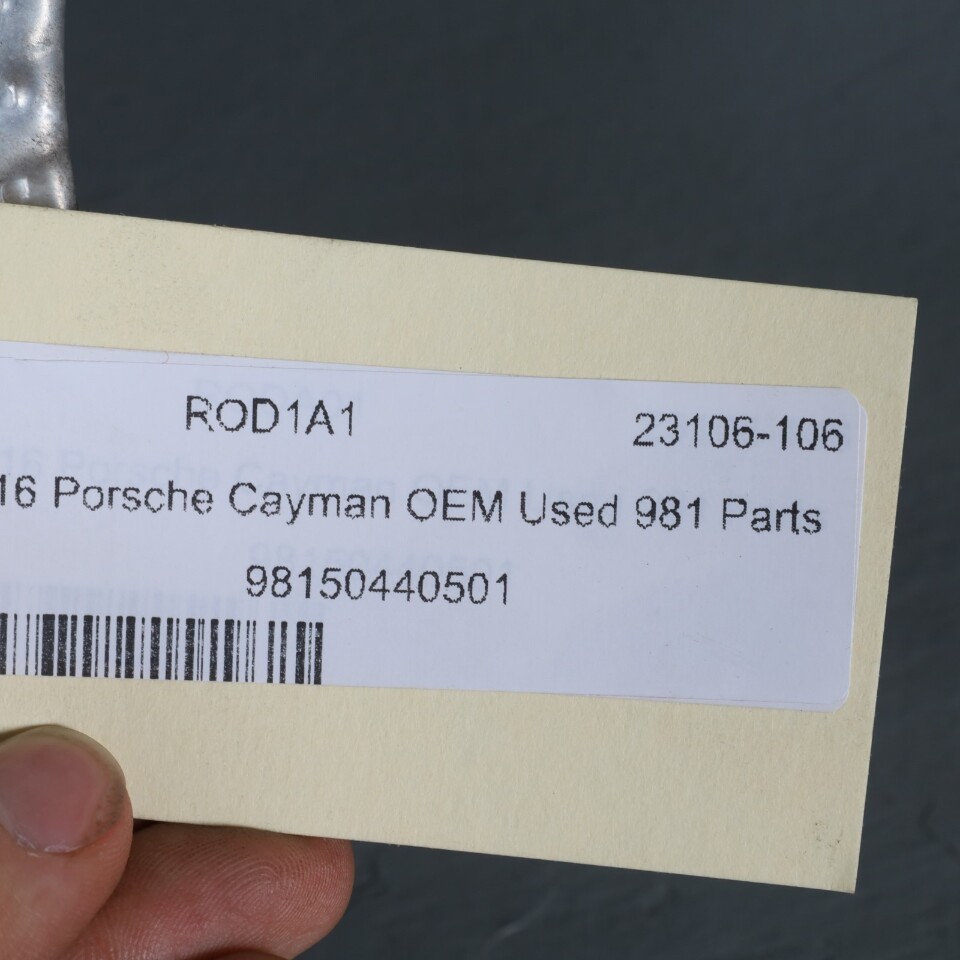 ROD1A1 23106-106
16 Porsche Cayman OEM Used 981 Parts
98150440501